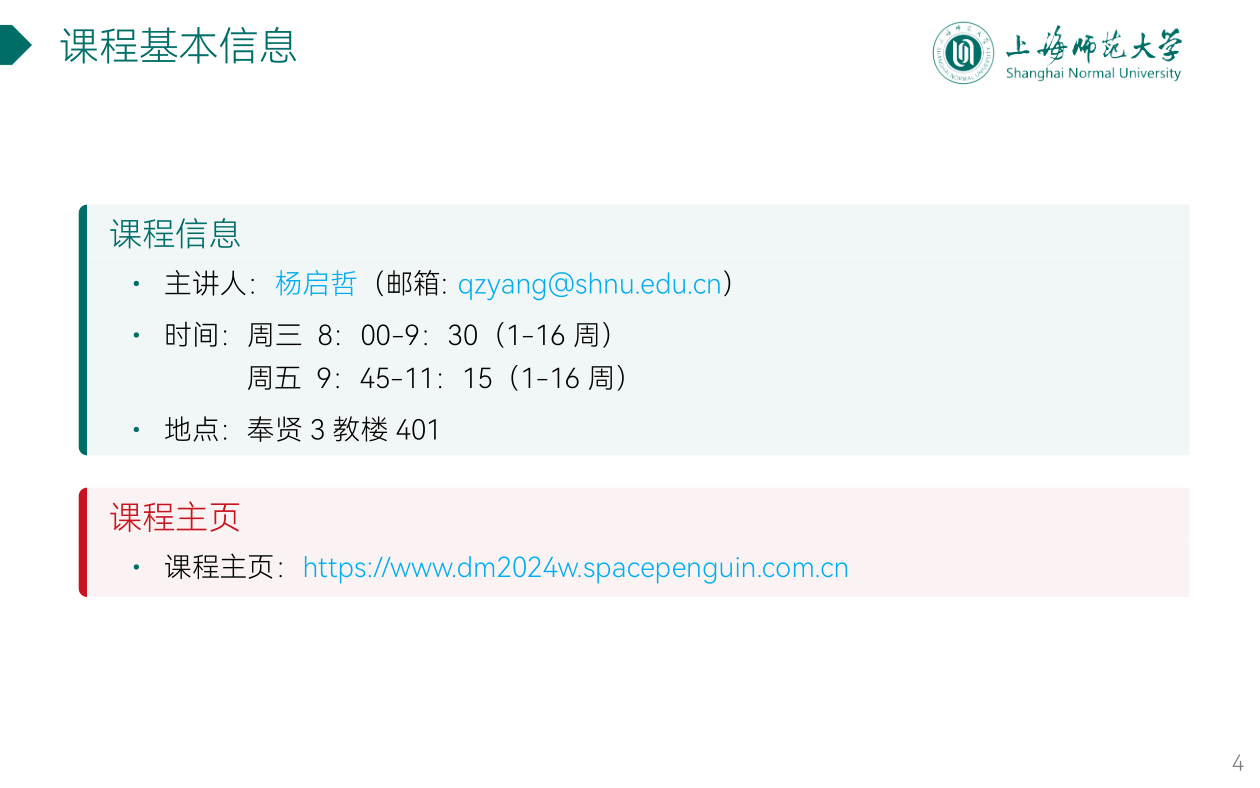 课程基本信息
上海师范大学
Shanghai Normal University
课程信息
• 主讲人：杨启哲（邮箱: qzyang@shnu.edu.cn）
• 时间：周三 8：00-9：30（1-16 周）
周五 9：45-11：15（1-16 周）
• 地点：奉贤 3 教楼 401
课程主页
• 课程主页：https://www.dm2024w.spacepenguin.com.cn
4